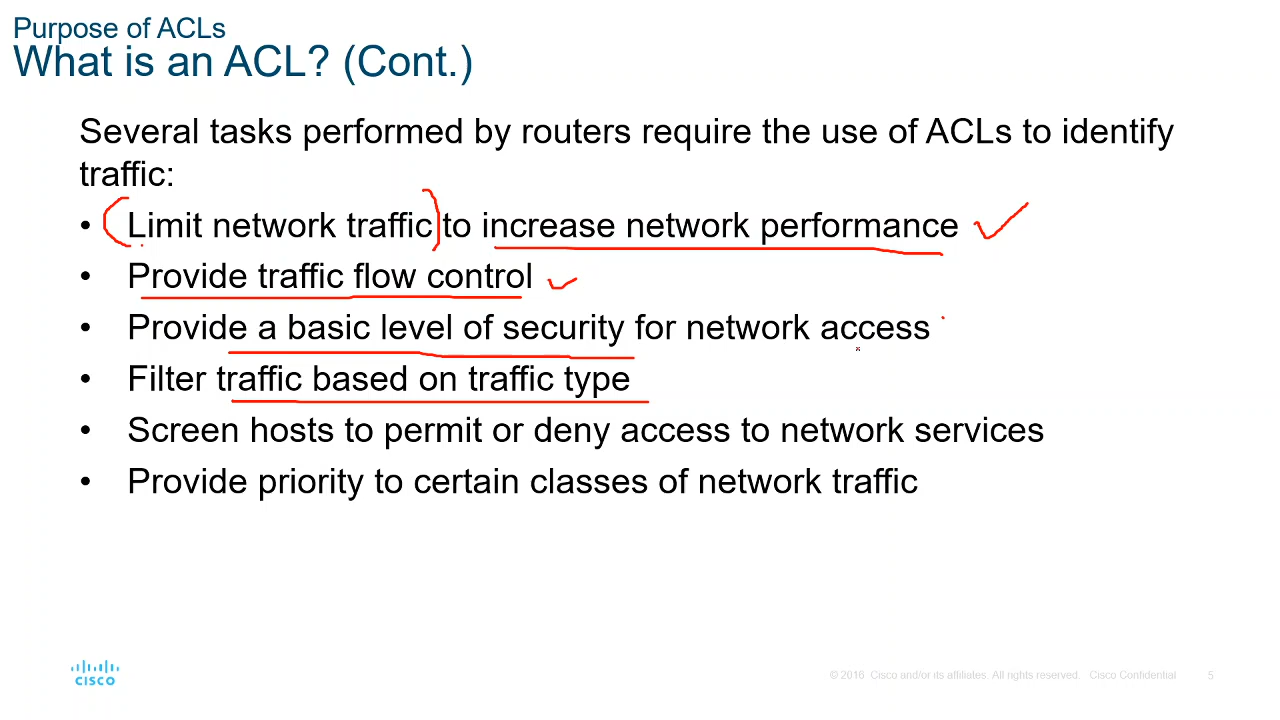 Purpose of ACLs
What is an ACL? (Cont.)
Several tasks performed by routers require the use of ACLs to identify
traffic:
• Limit network traffic to increase network performance
• Provide traffic flow control
• Provide a basic level of security for network access
• Filter traffic based on traffic type
• Screen hosts to permit or deny access to network services
• Provide priority to certain classes of network traffic
CISCO
© 2016 Cisco and/or its affiliates. All rights reserved. Cisco Confidential 5